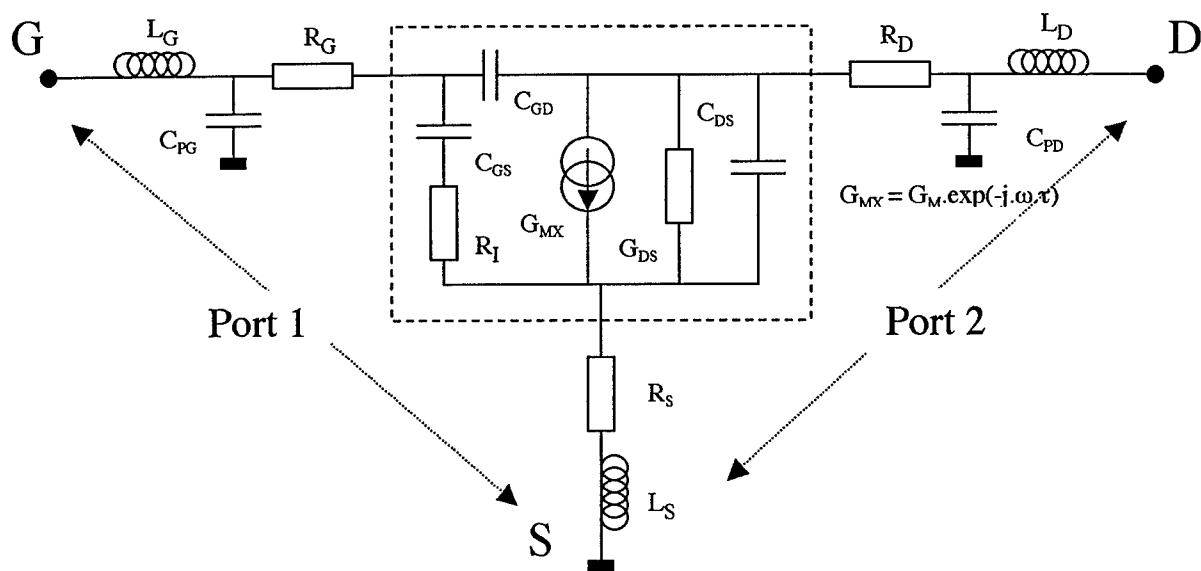 G
L_G
R_G
C_PG
C_GD
C_GS
R_I
G_MX
C_DS
G_DS
R_D
L_D
D
C_PD
G_MX = G_M.exp(-j.ω.τ)
Port 1
Port 2
R_S
L_S
S